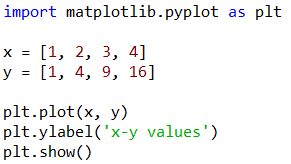 import matplotlib.pyplot as plt
x = [1, 2, 3, 4]
y = [1, 4, 9, 16]
plt.plot(x, y)
plt.ylabel('x-y values')
plt.show()